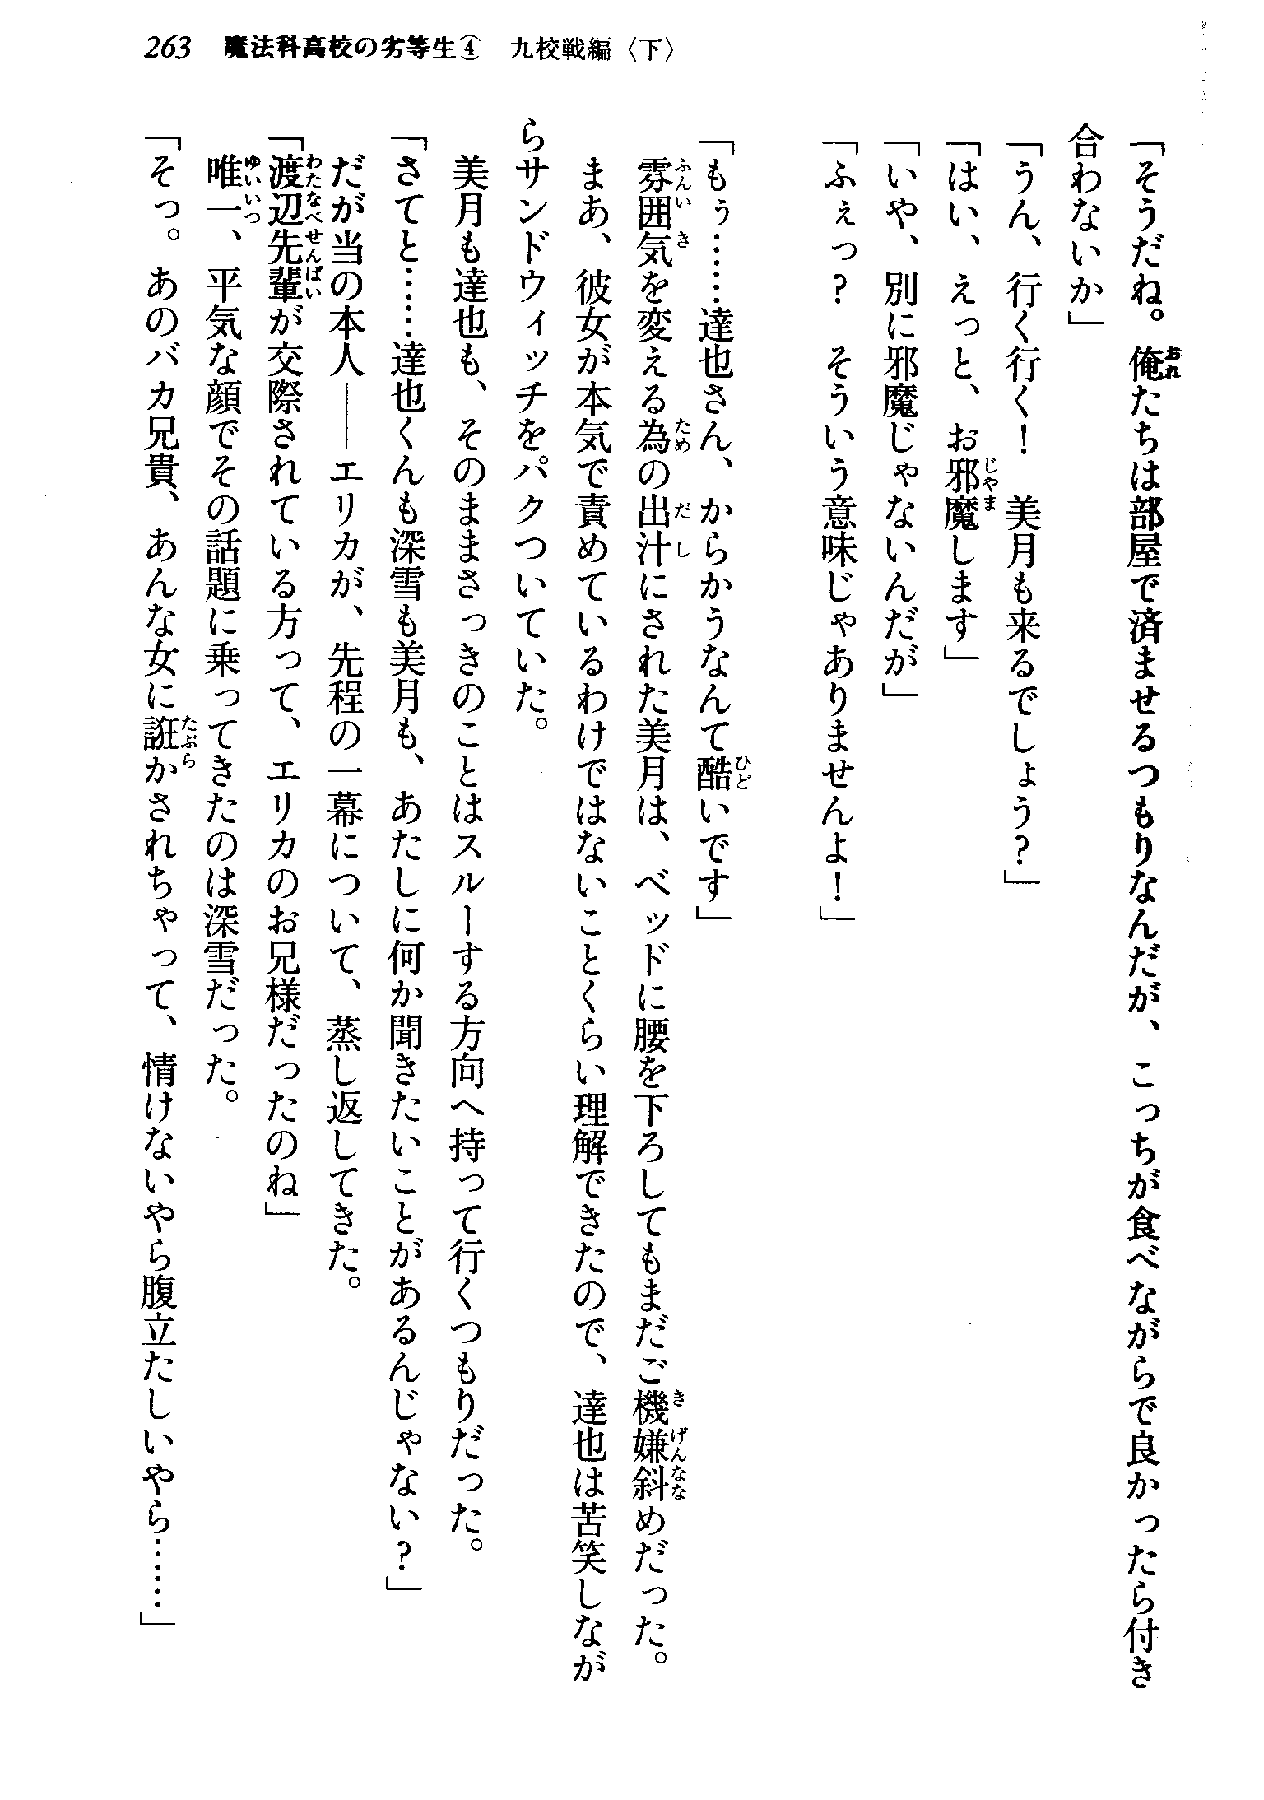 263　魔法科高校の劣等生④　九校戦編〈下〉
「そうだね。俺たちは部屋で済ませるつもりなんだが、こっちが食べながらで良かったら付き
合わないか」
「うん、行く行く！　美月も来るでしょう？」
「はい、えっと、お邪魔します」
「いや、別に邪魔じゃないんだが」
「ふぇっ？　そういう意味じゃありませんよ！」
「もぅ……達也さん、からかうなんて酷いです」
雰囲気を変える為の出汁にされた美月は、ベッドに腰を下ろしてもまだご機嫌斜めだった。
まあ、彼女が本気で責めているわけではないことくらい理解できたので、達也は苦笑しなが
らサンドウィッチをパクついていた。
美月も達也も、そのままさっきのことはスルーする方向へ持って行くつもりだった。
「さてと……達也くんも深雪も美月も、あたしに何か聞きたいことがあるんじゃない？」
だが当の本人――エリカが、先程の一幕について、蒸し返してきた。
「渡辺先輩が交際されている方って、エリカのお兄様だったのね」
唯一、平気な顔でその話題に乗ってきたのは深雪だった。
「そっ。あのバカ兄貴、あんな女に誑かされちゃって、情けないやら腹立たしいやら……」